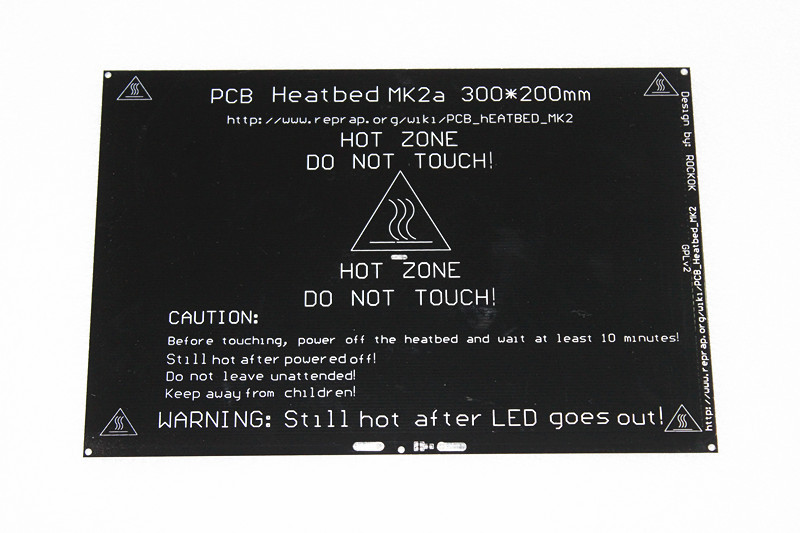 PCB Heatbed MK2a 300*200mm
http://www.reprap.org/wiki/PCB_hEATBED_MK2
HOT ZONE
DO NOT TOUCH!
HOT ZONE
DO NOT TOUCH!
CAUTION:
Before touching, power off the heatbed and wait at least 10 minutes!
Still hot after powered off!
Do not leave unattended!
Keep away from children!
WARNING: Still hot after LED goes out!
Design by: ROCKOK GPLv2
http://www.reprap.org/wiki/PCB_Heatbed_MK2